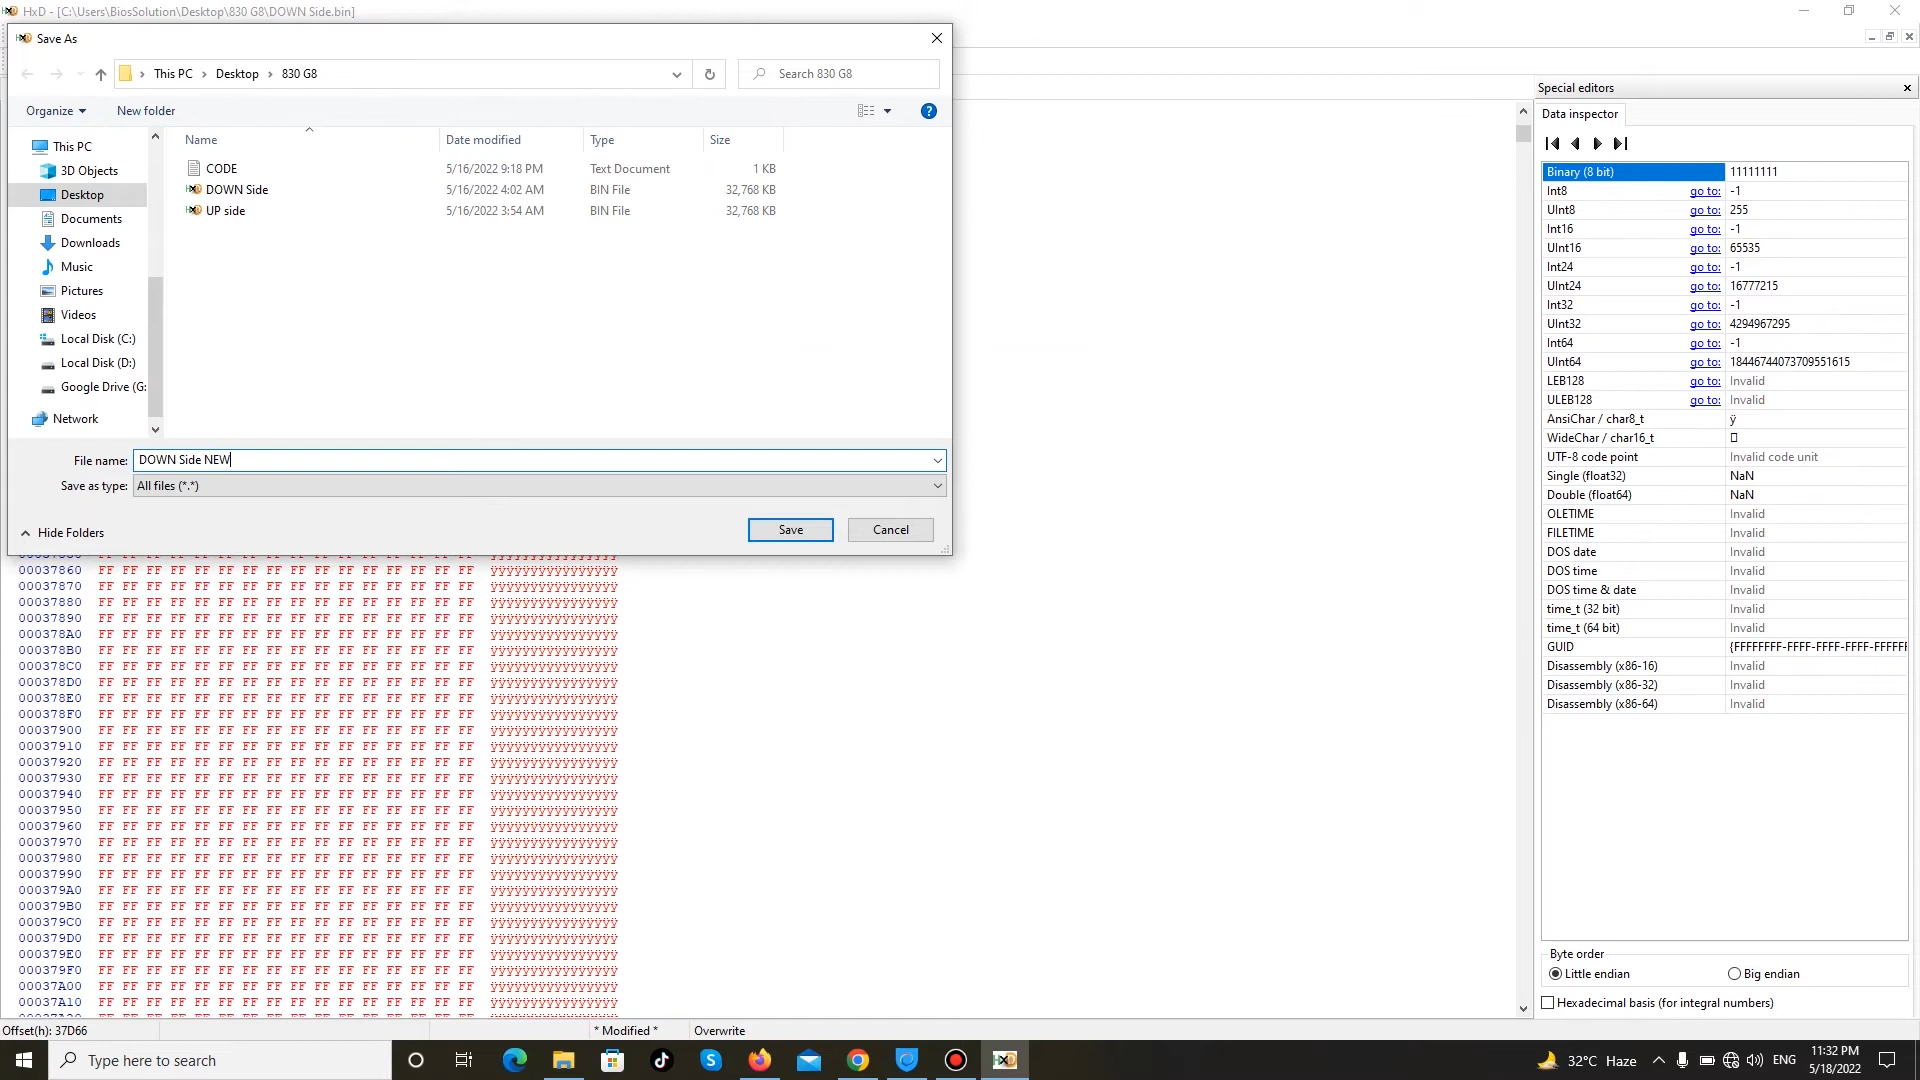 HxD - [C:\Users\BiosSolution\Desktop\830 G8\DOWN Side.bin]
Save As
This PC > Desktop > 830 G8
Search 830 G8
Organize
New folder
Name Date modified Type Size
CODE 5/16/2022 9:18 PM Text Document 1 KB
DOWN Side 5/16/2022 4:02 AM BIN File 32,768 KB
UP side 5/16/2022 3:54 AM BIN File 32,768 KB
This PC
3D Objects
Desktop
Documents
Downloads
Music
Pictures
Videos
Local Disk (C:)
Local Disk (D:)
Google Drive (G:
Network
File name: DOWN Side NEW
Save as type: All files (*.*)
Hide Folders
Save
Cancel
00037860 FF FF FF FF FF FF FF FF FF FF FF FF FF FF FF FF ÿÿÿÿÿÿÿÿÿÿÿÿÿÿÿÿ
00037870 FF FF FF FF FF FF FF FF FF FF FF FF FF FF FF FF ÿÿÿÿÿÿÿÿÿÿÿÿÿÿÿÿ
00037880 FF FF FF FF FF FF FF FF FF FF FF FF FF FF FF FF ÿÿÿÿÿÿÿÿÿÿÿÿÿÿÿÿ
00037890 FF FF FF FF FF FF FF FF FF FF FF FF FF FF FF FF ÿÿÿÿÿÿÿÿÿÿÿÿÿÿÿÿ
000378A0 FF FF FF FF FF FF FF FF FF FF FF FF FF FF FF FF ÿÿÿÿÿÿÿÿÿÿÿÿÿÿÿÿ
000378B0 FF FF FF FF FF FF FF FF FF FF FF FF FF FF FF FF ÿÿÿÿÿÿÿÿÿÿÿÿÿÿÿÿ
000378C0 FF FF FF FF FF FF FF FF FF FF FF FF FF FF FF FF ÿÿÿÿÿÿÿÿÿÿÿÿÿÿÿÿ
000378D0 FF FF FF FF FF FF FF FF FF FF FF FF FF FF FF FF ÿÿÿÿÿÿÿÿÿÿÿÿÿÿÿÿ
000378E0 FF FF FF FF FF FF FF FF FF FF FF FF FF FF FF FF ÿÿÿÿÿÿÿÿÿÿÿÿÿÿÿÿ
000378F0 FF FF FF FF FF FF FF FF FF FF FF FF FF FF FF FF ÿÿÿÿÿÿÿÿÿÿÿÿÿÿÿÿ
00037900 FF FF FF FF FF FF FF FF FF FF FF FF FF FF FF FF ÿÿÿÿÿÿÿÿÿÿÿÿÿÿÿÿ
00037910 FF FF FF FF FF FF FF FF FF FF FF FF FF FF FF FF ÿÿÿÿÿÿÿÿÿÿÿÿÿÿÿÿ
00037920 FF FF FF FF FF FF FF FF FF FF FF FF FF FF FF FF ÿÿÿÿÿÿÿÿÿÿÿÿÿÿÿÿ
00037930 FF FF FF FF FF FF FF FF FF FF FF FF FF FF FF FF ÿÿÿÿÿÿÿÿÿÿÿÿÿÿÿÿ
00037940 FF FF FF FF FF FF FF FF FF FF FF FF FF FF FF FF ÿÿÿÿÿÿÿÿÿÿÿÿÿÿÿÿ
00037950 FF FF FF FF FF FF FF FF FF FF FF FF FF FF FF FF ÿÿÿÿÿÿÿÿÿÿÿÿÿÿÿÿ
00037960 FF FF FF FF FF FF FF FF FF FF FF FF FF FF FF FF ÿÿÿÿÿÿÿÿÿÿÿÿÿÿÿÿ
00037970 FF FF FF FF FF FF FF FF FF FF FF FF FF FF FF FF ÿÿÿÿÿÿÿÿÿÿÿÿÿÿÿÿ
00037980 FF FF FF FF FF FF FF FF FF FF FF FF FF FF FF FF ÿÿÿÿÿÿÿÿÿÿÿÿÿÿÿÿ
00037990 FF FF FF FF FF FF FF FF FF FF FF FF FF FF FF FF ÿÿÿÿÿÿÿÿÿÿÿÿÿÿÿÿ
000379A0 FF FF FF FF FF FF FF FF FF FF FF FF FF FF FF FF ÿÿÿÿÿÿÿÿÿÿÿÿÿÿÿÿ
000379B0 FF FF FF FF FF FF FF FF FF FF FF FF FF FF FF FF ÿÿÿÿÿÿÿÿÿÿÿÿÿÿÿÿ
000379C0 FF FF FF FF FF FF FF FF FF FF FF FF FF FF FF FF ÿÿÿÿÿÿÿÿÿÿÿÿÿÿÿÿ
000379D0 FF FF FF FF FF FF FF FF FF FF FF FF FF FF FF FF ÿÿÿÿÿÿÿÿÿÿÿÿÿÿÿÿ
000379E0 FF FF FF FF FF FF FF FF FF FF FF FF FF FF FF FF ÿÿÿÿÿÿÿÿÿÿÿÿÿÿÿÿ
000379F0 FF FF FF FF FF FF FF FF FF FF FF FF FF FF FF FF ÿÿÿÿÿÿÿÿÿÿÿÿÿÿÿÿ
00037A00 FF FF FF FF FF FF FF FF FF FF FF FF FF FF FF FF ÿÿÿÿÿÿÿÿÿÿÿÿÿÿÿÿ
00037A10 FF FF FF FF FF FF FF FF FF FF FF FF FF FF FF FF ÿÿÿÿÿÿÿÿÿÿÿÿÿÿÿÿ
Special editors
Data inspector
Binary (8 bit) 11111111
Int8 go to: -1
UInt8 go to: 255
Int16 go to: -1
UInt16 go to: 65535
Int24 go to: -1
UInt24 go to: 16777215
Int32 go to: -1
UInt32 go to: 4294967295
Int64 go to: -1
UInt64 go to: 18446744073709551615
LEB128 go to: Invalid
ULEB128 go to: Invalid
AnsiChar / char8_t ÿ
WideChar / char16_t
UTF-8 code point Invalid code unit
Single (float32) NaN
Double (float64) NaN
OLETIME Invalid
FILETIME Invalid
DOS date Invalid
DOS time Invalid
DOS time & date Invalid
time_t (32 bit) Invalid
time_t (64 bit) Invalid
GUID {FFFFFFFF-FFFF-FFFF-FFFF-FFFFFF
Disassembly (x86-16) Invalid
Disassembly (x86-32) Invalid
Disassembly (x86-64) Invalid
Byte order
Little endian
Big endian
Hexadecimal basis (for integral numbers)
Offset(h): 37D66
* Modified *
Overwrite
Type here to search
32°C Haze
ENG
11:32 PM
5/18/2022